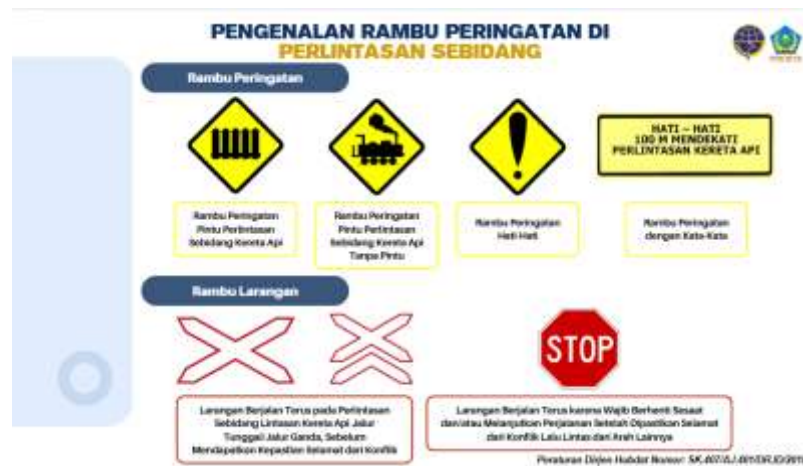 PENGENALAN RAMBU PERINGATAN DI
PERLINTASAN SEBIDANG
Rambu Peringatan
HATI – HATI
100 M MENDEKATI
PERLINTASAN KERETA API
Rambu Peringatan
Pintu Perlintasan
Sebidang Kereta Api
Rambu Peringatan
Pintu Perlintasan
Sebidang Kereta Api
Tanpa Pintu
Rambu Peringatan
Hati Hati
Rambu Peringatan
dengan Kata-Kata
Rambu Larangan
STOP
Larangan Berjalan Terus pada Perlintasan
Sebidang Lintasan Kereta Api Jalur
Tunggal Jalur Ganda, Sebelum
Mendapatkan Kepastian Selamat dari Konflik
Larangan Berjalan Terus karena Wajib Berhenti Sesaat
dan/atau Melanjutkan Perjalanan Setelah Dipastikan Selamat
dari Konflik Lalu Lintas dari Arah Lainnya
Peraturan Dirjen Hubdat Nomor: